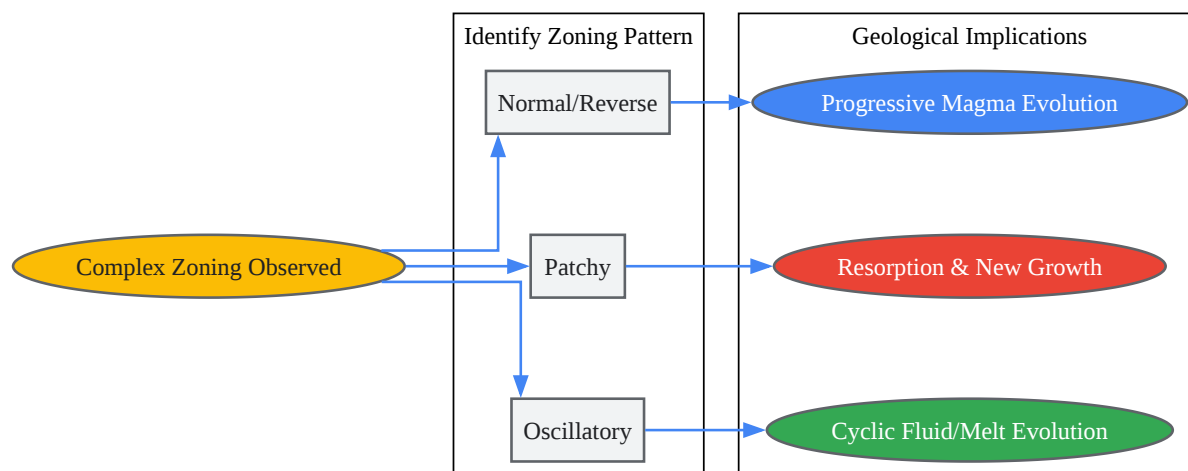 Identify Zoning Pattern
Geological Implications
Normal/Reverse
Progressive Magma Evolution
Complex Zoning Observed
Patchy
Resorption & New Growth
Oscillatory
Cyclic Fluid/Melt Evolution